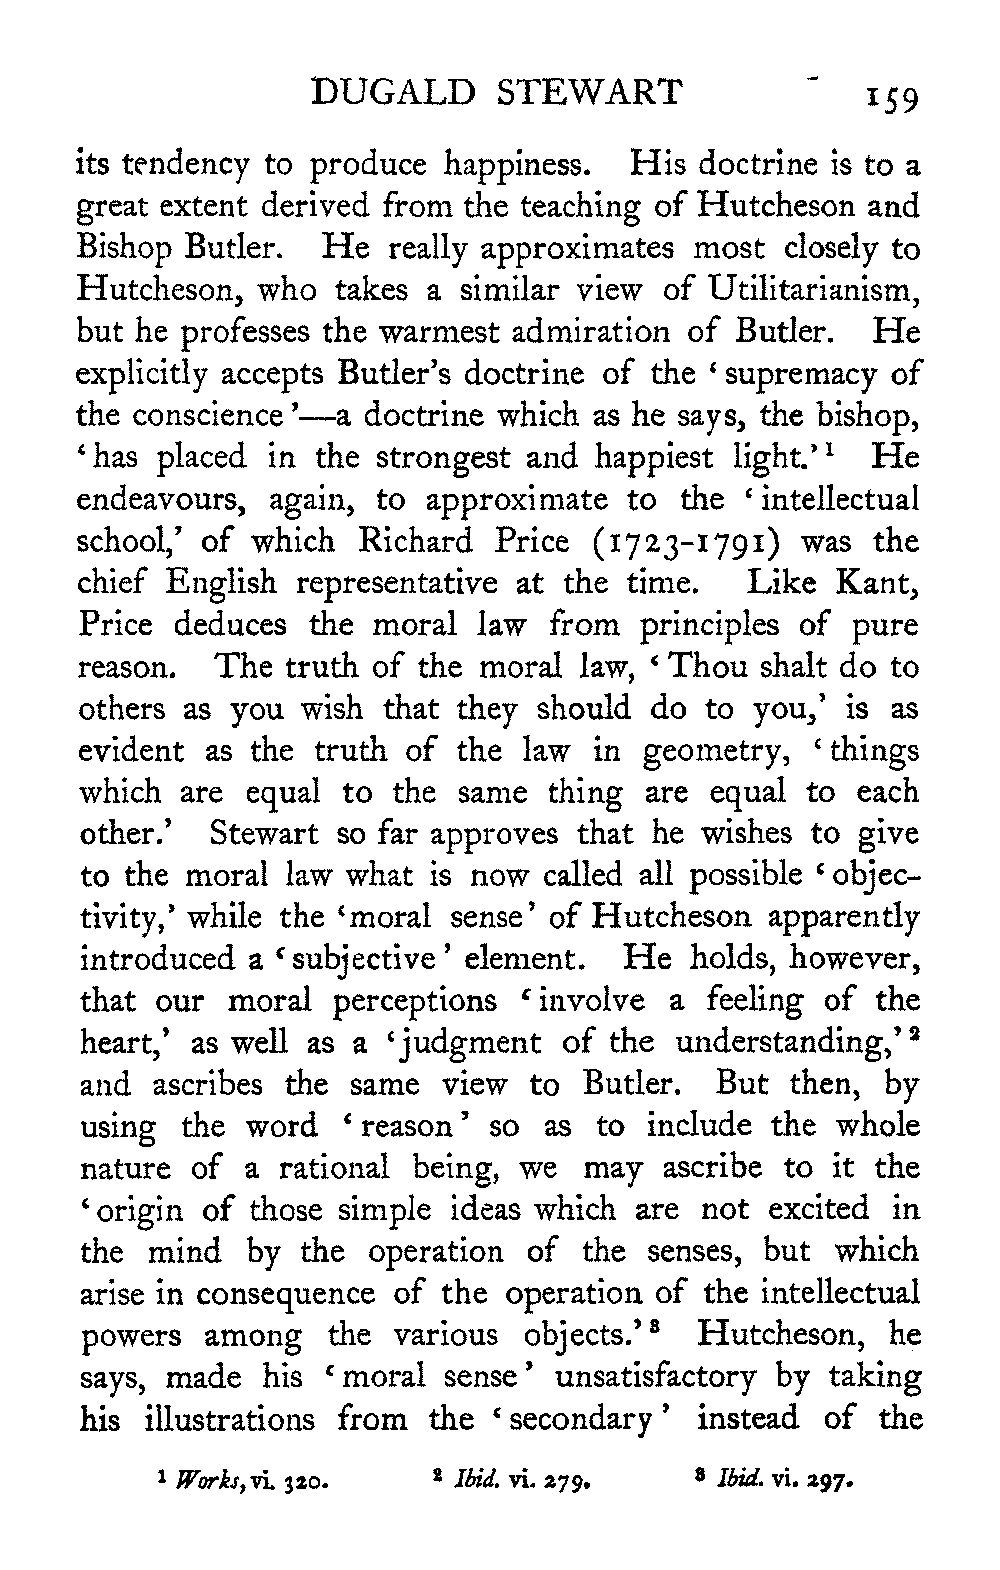 DUGALD STEWART 159
its tendency to produce happiness. His doctrine is to a
great extent derived from the teaching of Hutcheson and
Bishop Butler. He really approximates most closely to
Hutcheson, who takes a similar view of Utilitarianism,
but he professes the warmest admiration of Butler. He
explicitly accepts Butler's doctrine of the ‘supremacy of
the conscience’—a doctrine which as he says, the bishop,
‘has placed in the strongest and happiest light.’¹ He
endeavours, again, to approximate to the ‘intellectual
school,’ of which Richard Price (1723-1791) was the
chief English representative at the time. Like Kant,
Price deduces the moral law from principles of pure
reason. The truth of the moral law, ‘Thou shalt do to
others as you wish that they should do to you,’ is as
evident as the truth of the law in geometry, ‘things
which are equal to the same thing are equal to each
other.’ Stewart so far approves that he wishes to give
to the moral law what is now called all possible ‘objec-
tivity,’ while the ‘moral sense’ of Hutcheson apparently
introduced a ‘subjective’ element. He holds, however,
that our moral perceptions ‘involve a feeling of the
heart,’ as well as a ‘judgment of the understanding,’²
and ascribes the same view to Butler. But then, by
using the word ‘reason’ so as to include the whole
nature of a rational being, we may ascribe to it the
‘origin of those simple ideas which are not excited in
the mind by the operation of the senses, but which
arise in consequence of the operation of the intellectual
powers among the various objects.’³ Hutcheson, he
says, made his ‘moral sense’ unsatisfactory by taking
his illustrations from the ‘secondary’ instead of the
¹ Works, vi. 320. ² Ibid. vi. 279. ³ Ibid. vi. 297.